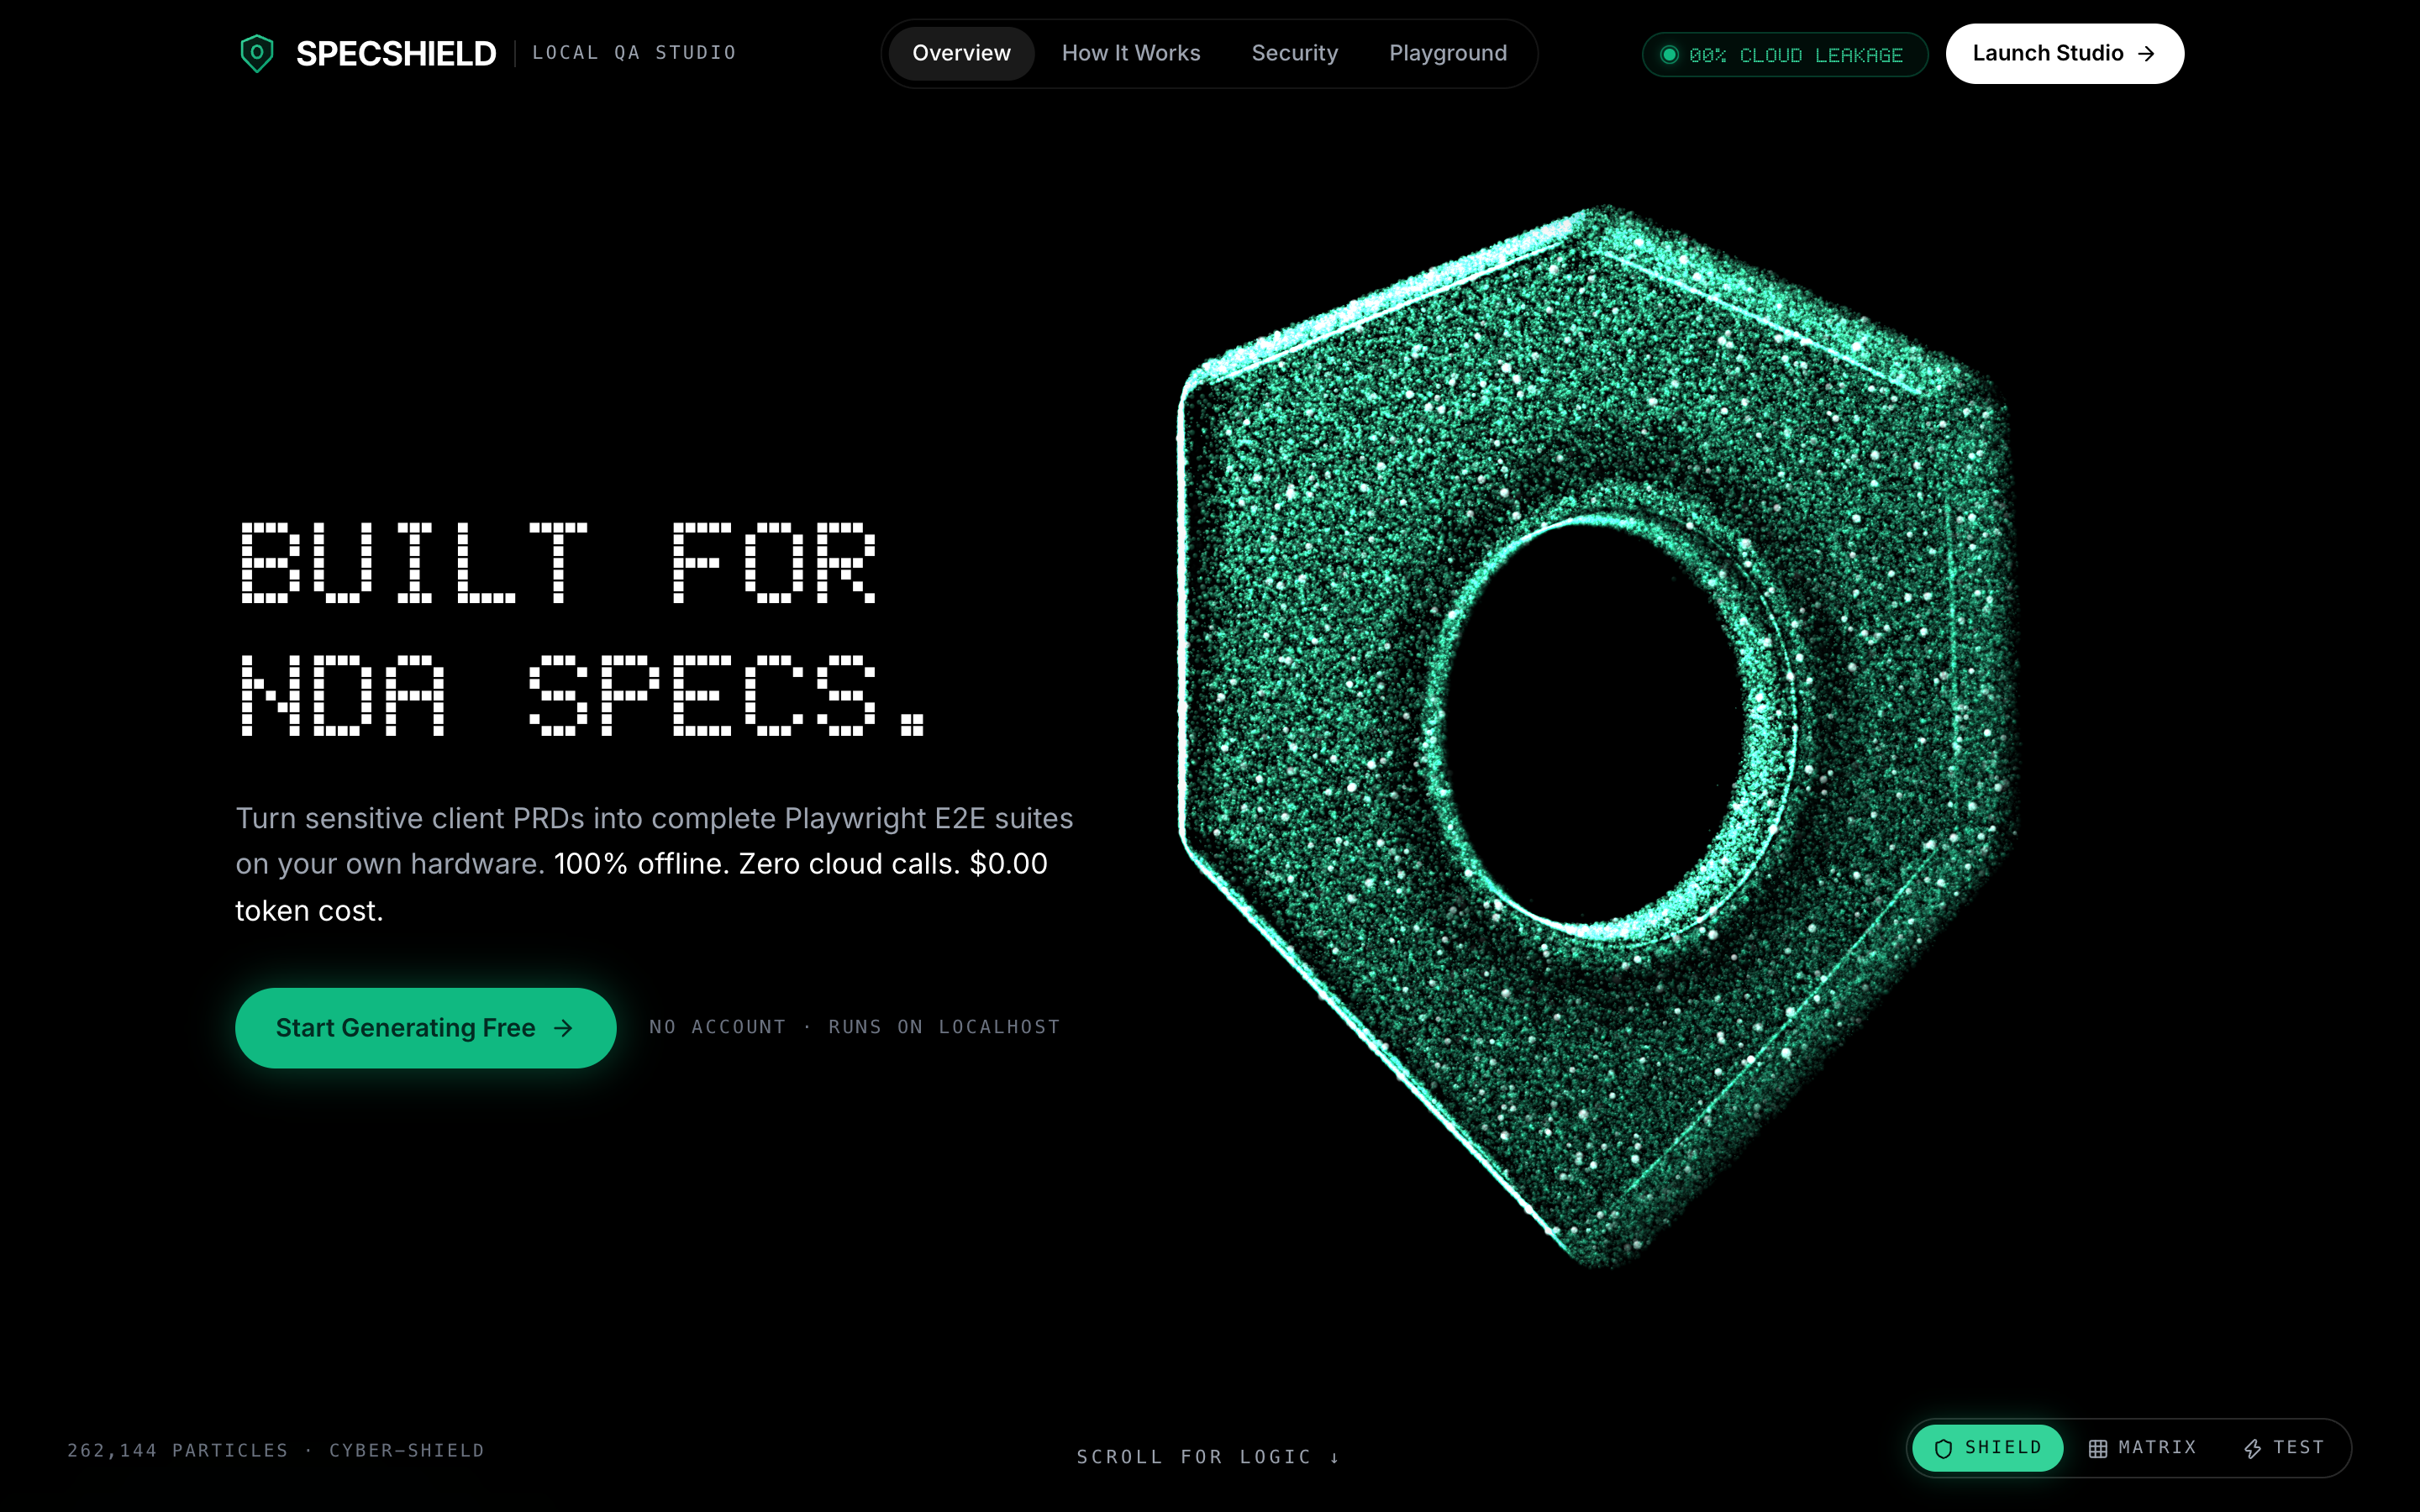 SPECSHIELD
LOCAL QA STUDIO
Overview
How It Works
Security
Playground
00% CLOUD LEAKAGE
Launch Studio →
BUILT FOR
NDA SPECS.
Turn sensitive client PRDs into complete Playwright E2E suites
on your own hardware. 100% offline. Zero cloud calls. $0.00
token cost.
Start Generating Free →
NO ACCOUNT · RUNS ON LOCALHOST
262,144 PARTICLES · CYBER-SHIELD
SCROLL FOR LOGIC ↓
SHIELD
MATRIX
TEST